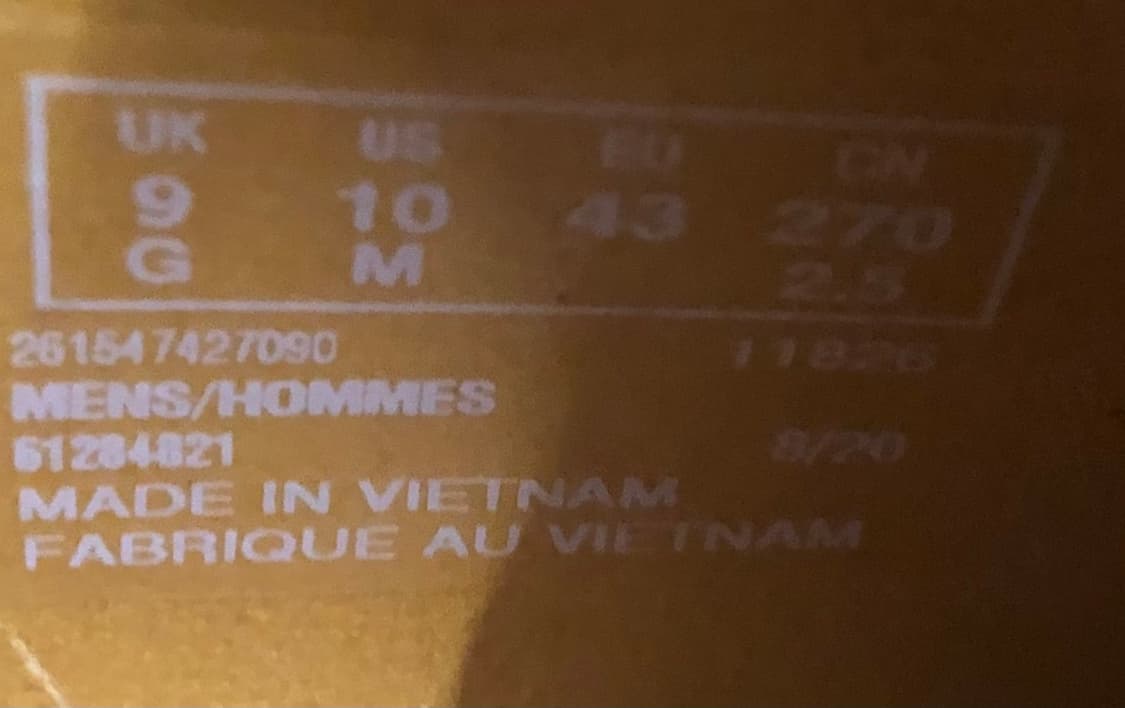 UK US EU CN
9 10 43 270
G M 2.5
261547427090
MENS/HOMMES
61284821 8/20
MADE IN VIETNAM
FABRIQUE AU VIETNAM